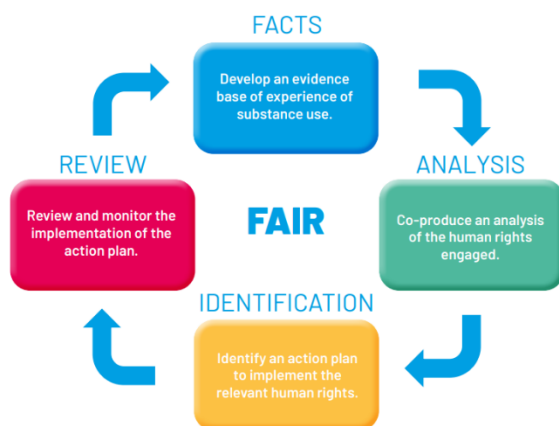 FACTS
Develop an evidence
base of experience of
substance use.
REVIEW
ANALYSIS
Review and monitor the
implementation of the
action plan.
FAIR
Co-produce an analysis
of the human rights
engaged.
IDENTIFICATION
Identify an action plan
to implement the
relevant human rights.